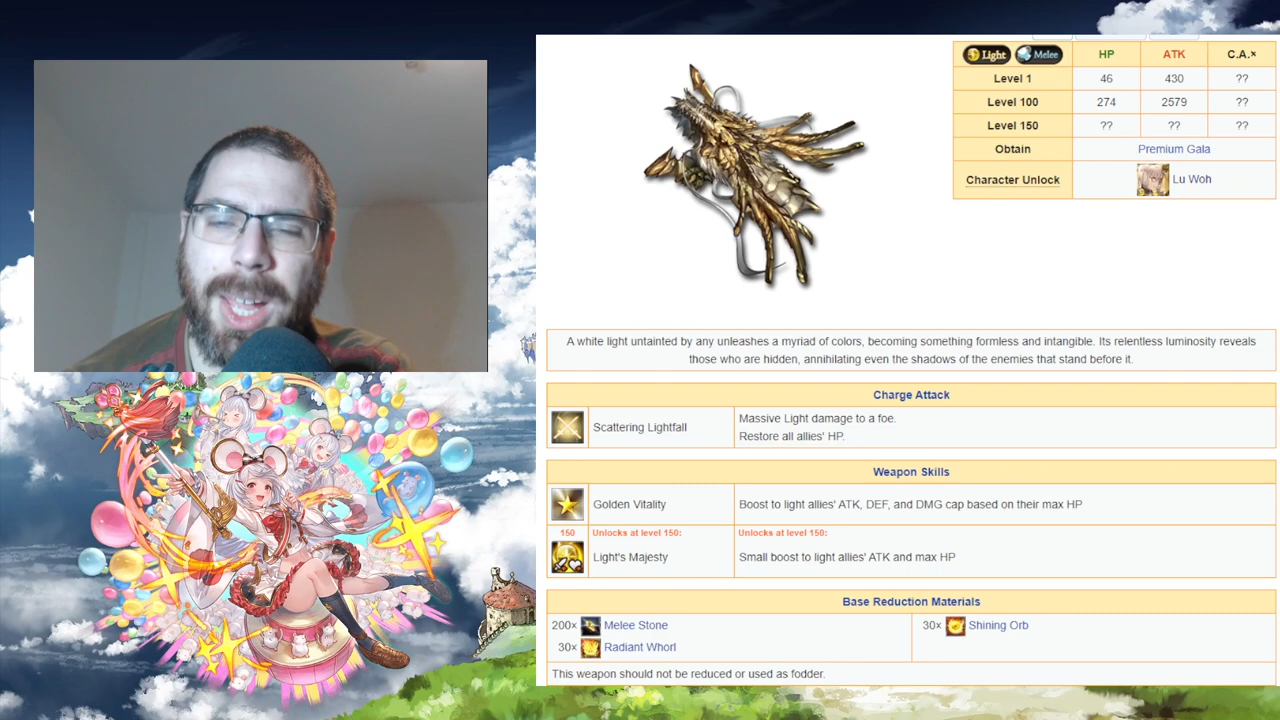 Light Melee HP ATK C.A.×
Level 1 46 430 ??
Level 100 274 2579 ??
Level 150 ?? ?? ??
Obtain Premium Gala
Character Unlock Lu Woh
A white light untainted by any unleashes a myriad of colors, becoming something formless and intangible. Its relentless luminosity reveals
those who are hidden, annihilating even the shadows of the enemies that stand before it.
Charge Attack
Scattering Lightfall
Massive Light damage to a foe.
Restore all allies' HP.
Weapon Skills
Golden Vitality Boost to light allies' ATK, DEF, and DMG cap based on their max HP
150 Unlocks at level 150: Unlocks at level 150:
Light's Majesty Small boost to light allies' ATK and max HP
Base Reduction Materials
200× Melee Stone 30× Shining Orb
30× Radiant Whorl
This weapon should not be reduced or used as fodder.